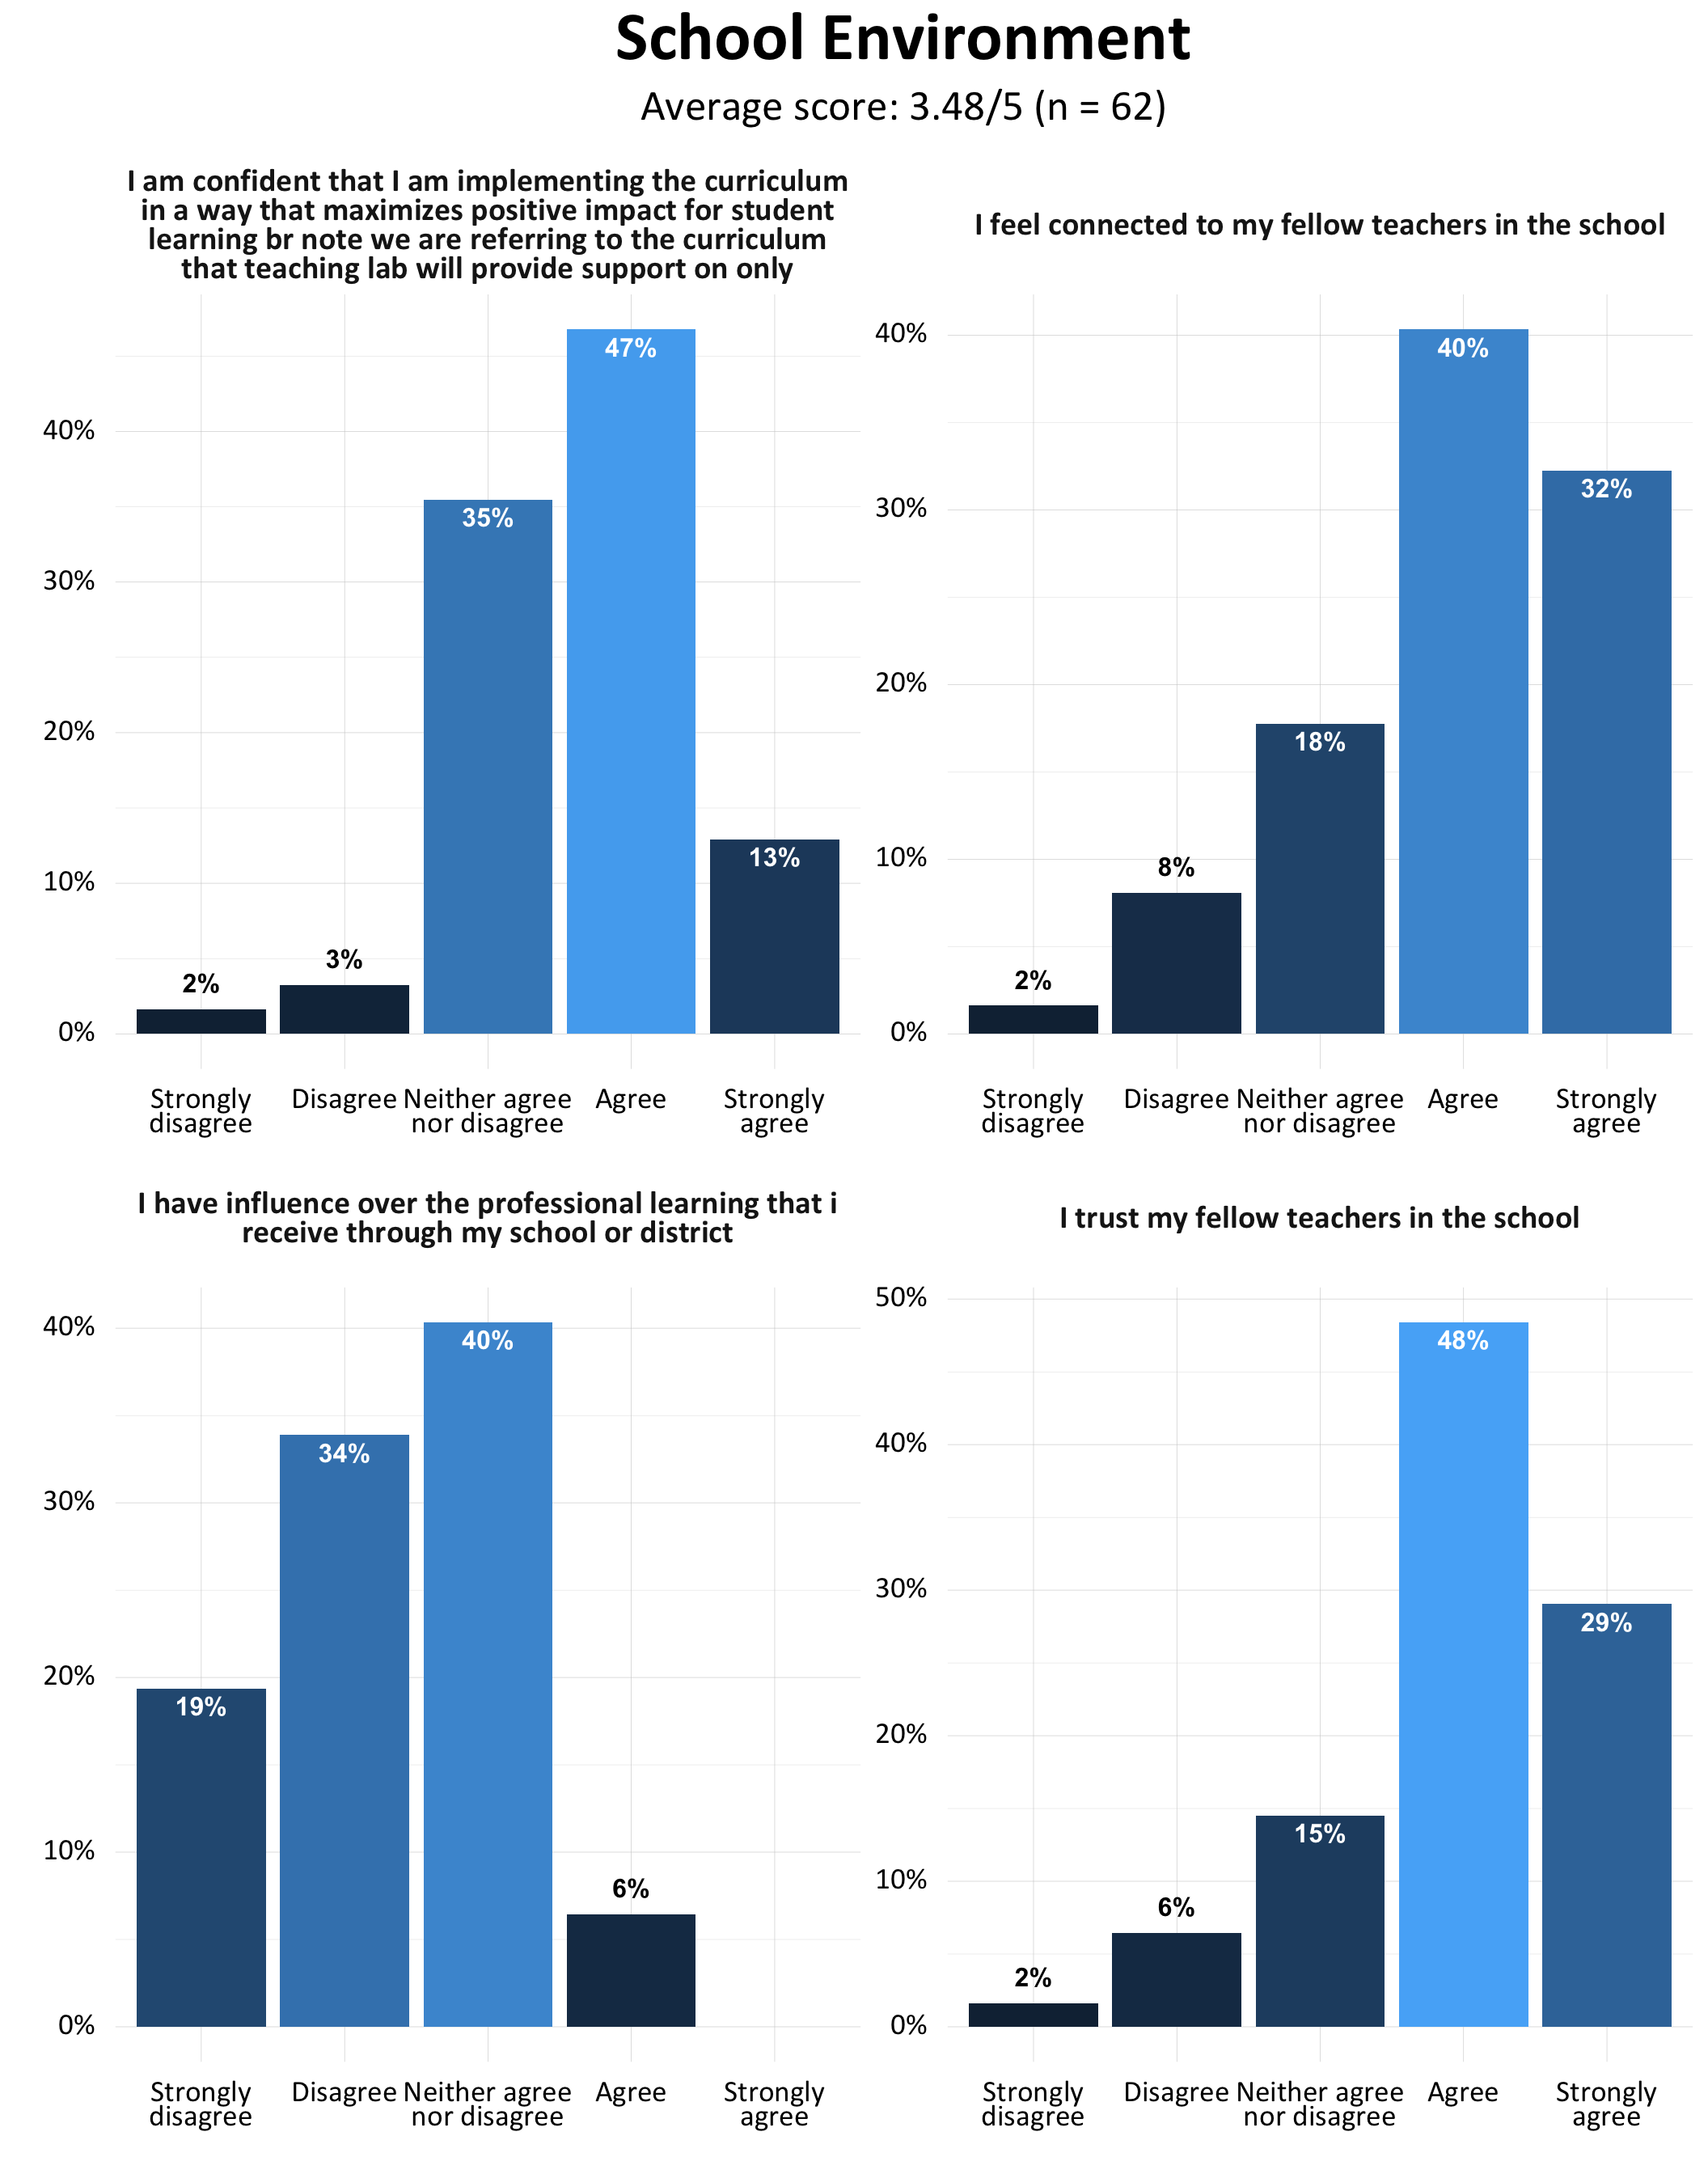 School Environment
Average score: 3.48/5 (n = 62)
I am confident that I am implementing the curriculum
in a way that maximizes positive impact for student
learning br note we are referring to the curriculum
that teaching lab will provide support on only
40%
30%
20%
10%
0%
2%
3%
35%
47%
13%
Strongly
disagree
Disagree
Neither agree
nor disagree
Agree
Strongly
agree
I feel connected to my fellow teachers in the school
40%
30%
20%
10%
0%
2%
8%
18%
40%
32%
Strongly
disagree
Disagree
Neither agree
nor disagree
Agree
Strongly
agree
I have influence over the professional learning that i
receive through my school or district
40%
30%
20%
10%
0%
19%
34%
40%
6%
Strongly
disagree
Disagree
Neither agree
nor disagree
Agree
Strongly
agree
I trust my fellow teachers in the school
50%
40%
30%
20%
10%
0%
2%
6%
15%
48%
29%
Strongly
disagree
Disagree
Neither agree
nor disagree
Agree
Strongly
agree